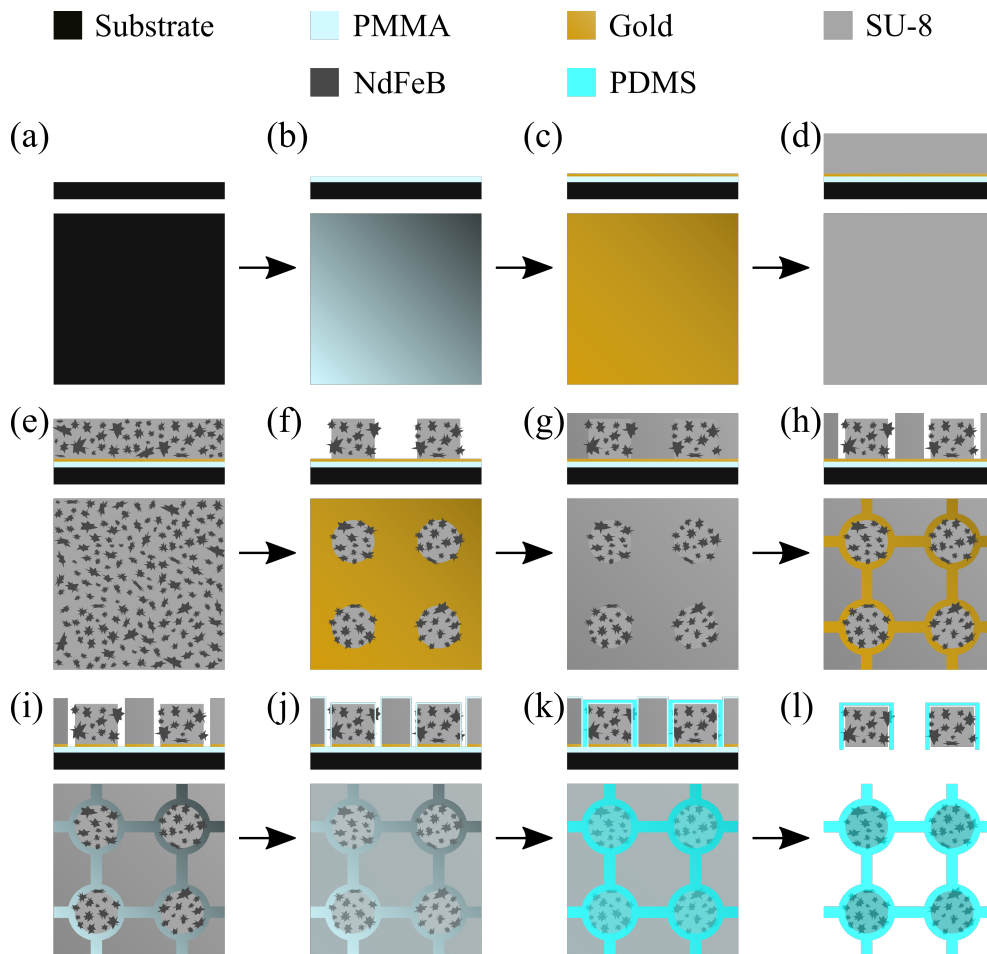 Substrate PMMA Gold SU-8
NdFeB PDMS
(a) (b) (c) (d)
(e) (f) (g) (h)
(i) (j) (k) (l)